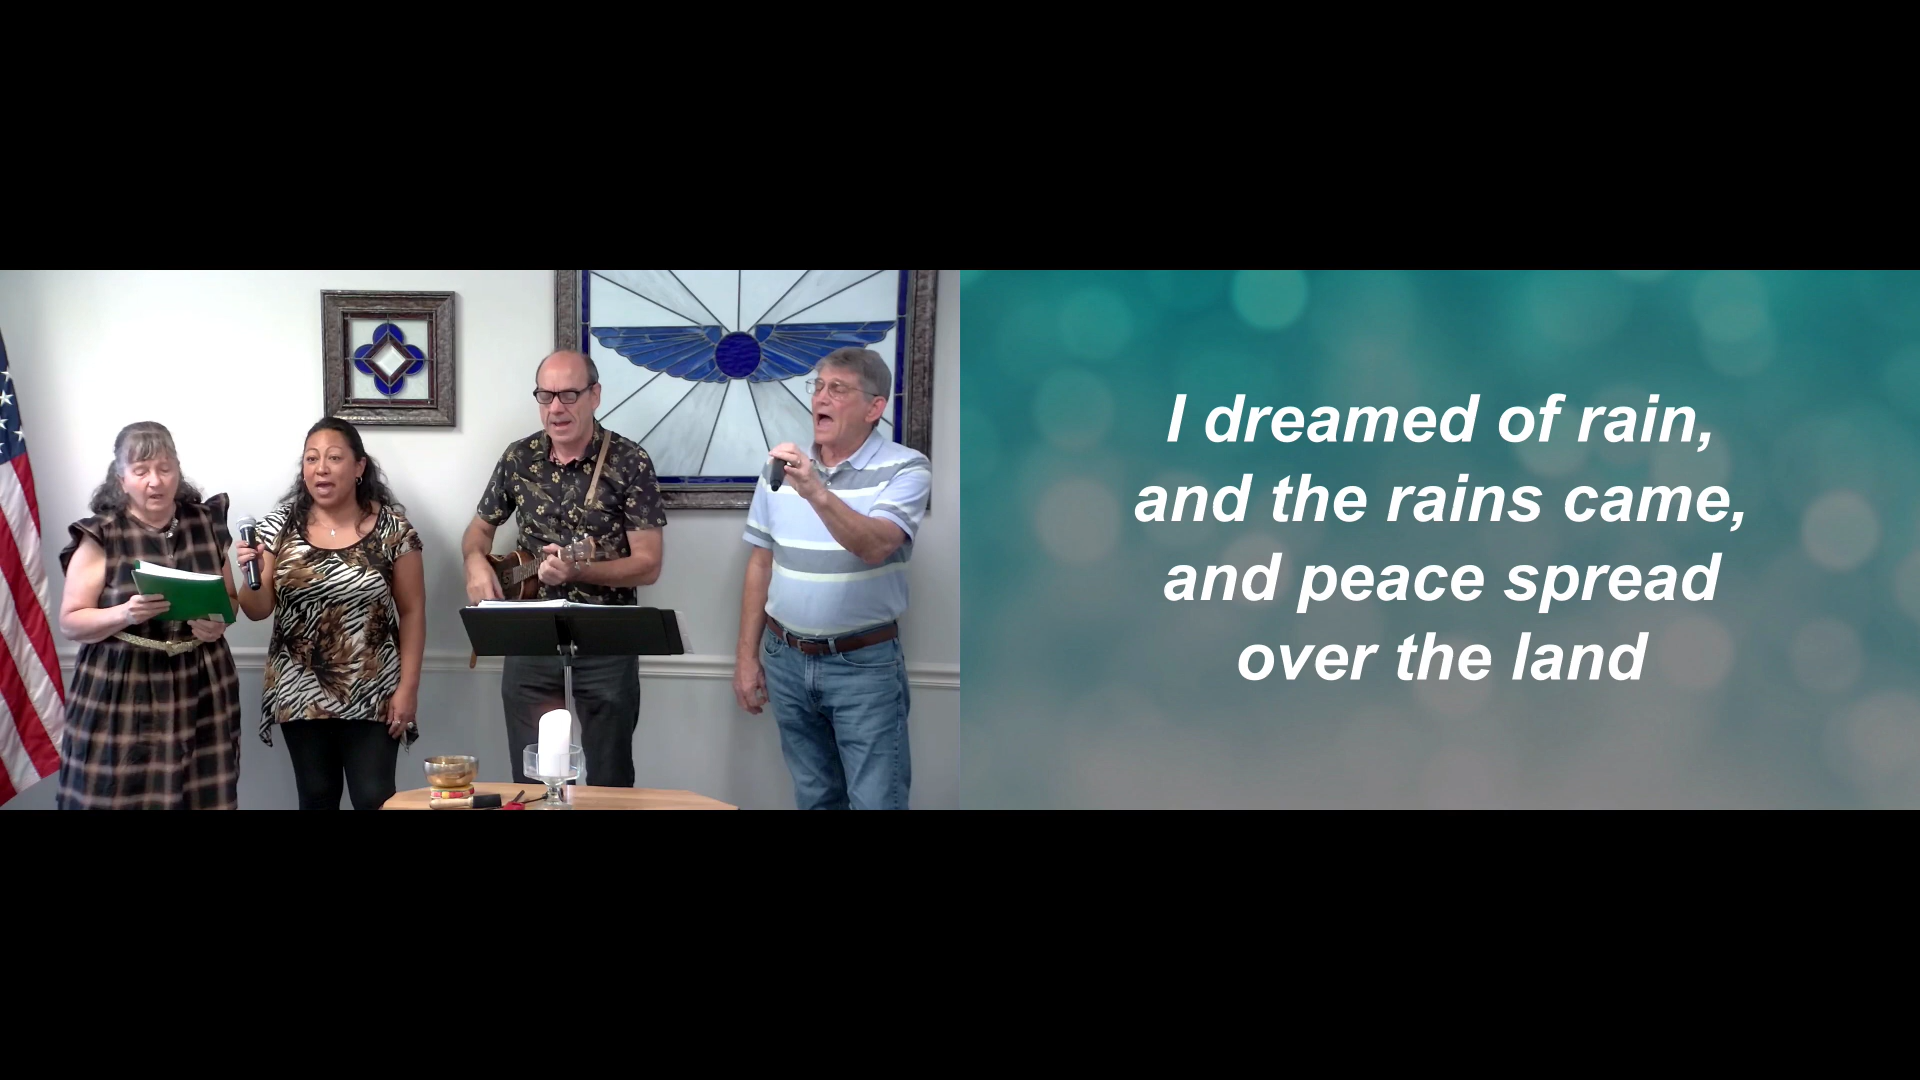 I dreamed of rain,
and the rains came,
and peace spread
over the land